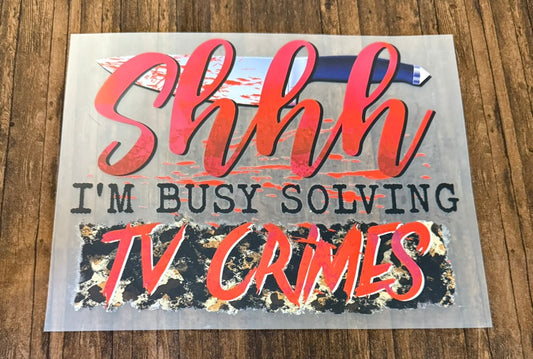 Shhh
I'M BUSY SOLVING
TV CRIMES